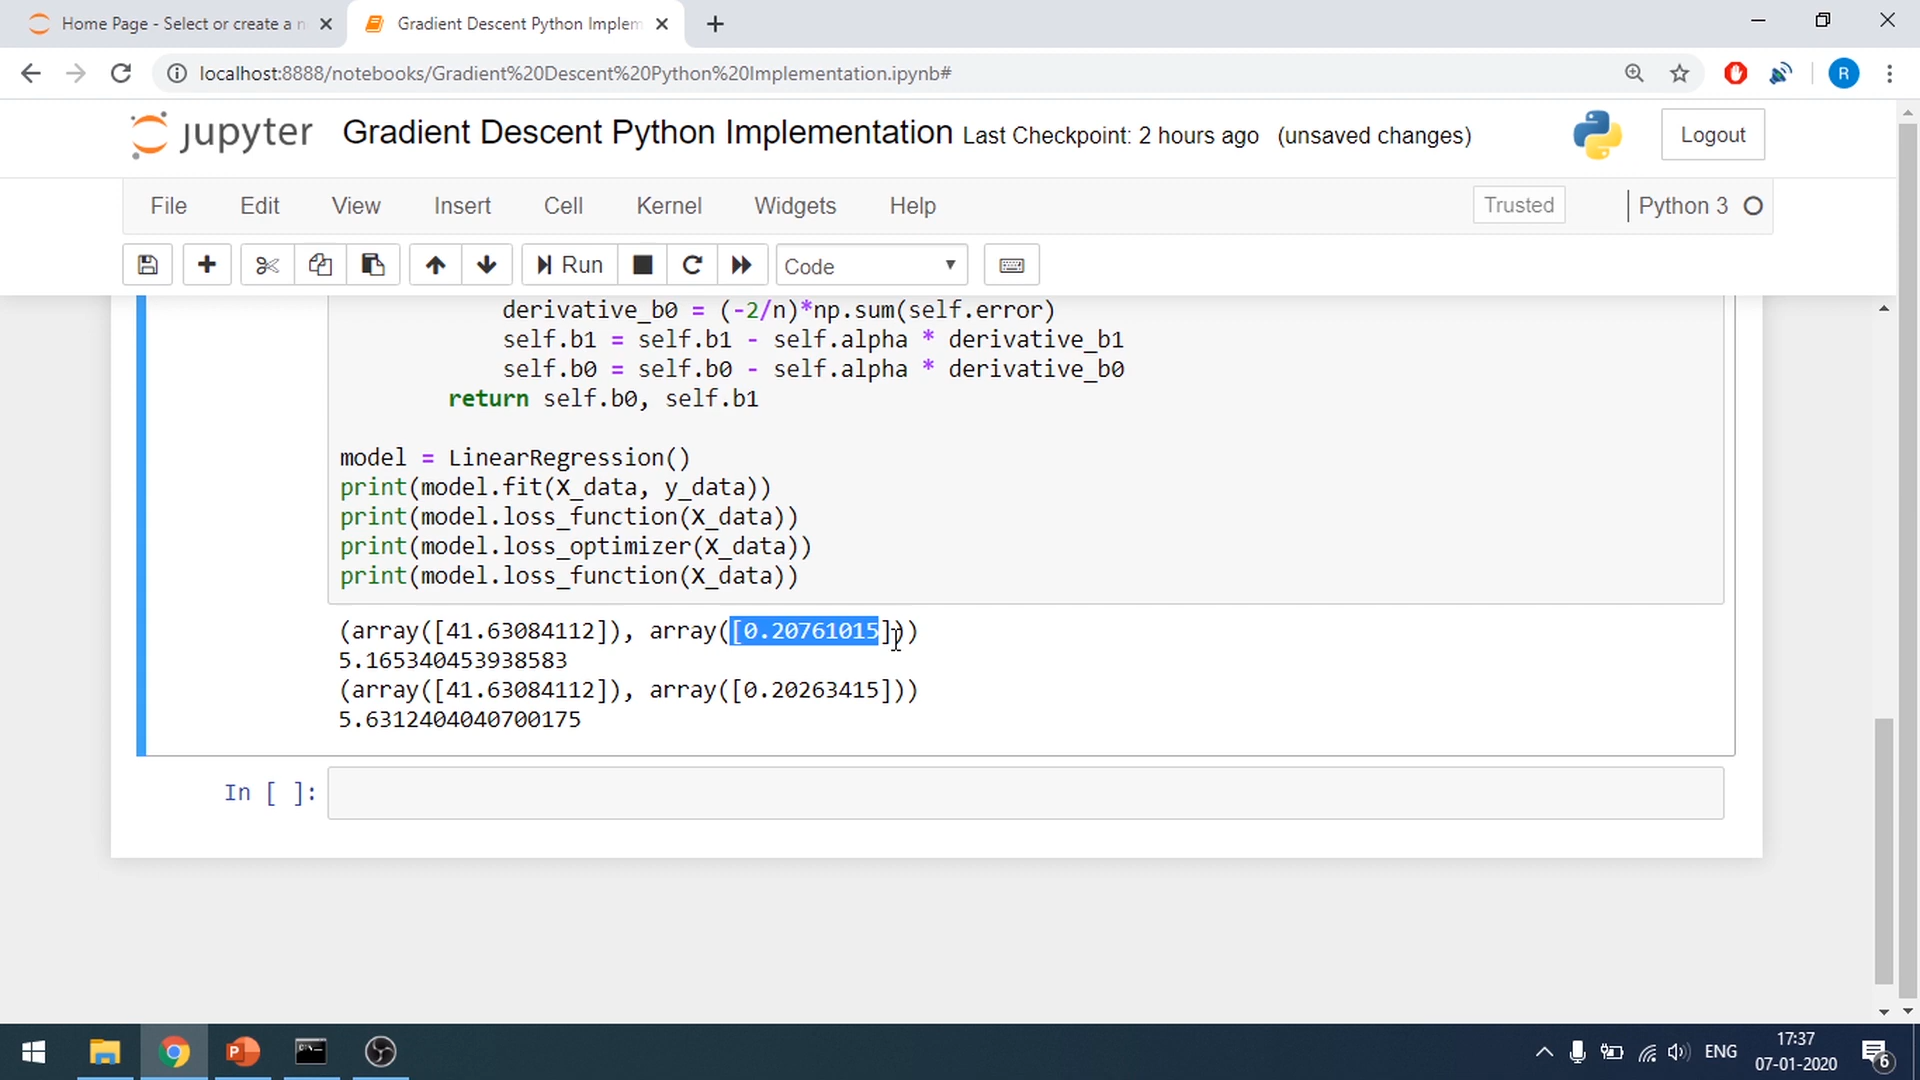 Home Page - Select or create a n
Gradient Descent Python Implem
localhost:8888/notebooks/Gradient%20Descent%20Python%20Implementation.ipynb#
R
jupyter Gradient Descent Python Implementation Last Checkpoint: 2 hours ago (unsaved changes)
Logout
File Edit View Insert Cell Kernel Widgets Help
Trusted
Python 3
Run
Code
derivative_b0 = (-2/n)*np.sum(self.error)
self.b1 = self.b1 - self.alpha * derivative_b1
self.b0 = self.b0 - self.alpha * derivative_b0
return self.b0, self.b1
model = LinearRegression()
print(model.fit(X_data, y_data))
print(model.loss_function(X_data))
print(model.loss_optimizer(X_data))
print(model.loss_function(X_data))
(array([41.63084112]), array([0.20761015]))
5.165340453938583
(array([41.63084112]), array([0.20263415]))
5.6312404040700175
In [ ]:
ENG
17:37
07-01-2020
6